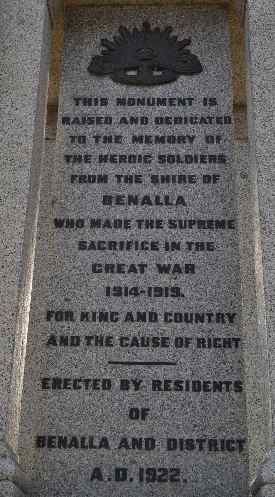 THIS MONUMENT IS
RAISED AND DEDICATED
TO THE MEMORY OF
THE HEROIC SOLDIERS
FROM THE SHIRE OF
BENALLA
WHO MADE THE SUPREME
SACRIFICE IN THE
GREAT WAR
1914-1919.
FOR KING AND COUNTRY
AND THE CAUSE OF RIGHT
ERECTED BY RESIDENTS
OF
BENALLA AND DISTRICT
A.D. 1922.